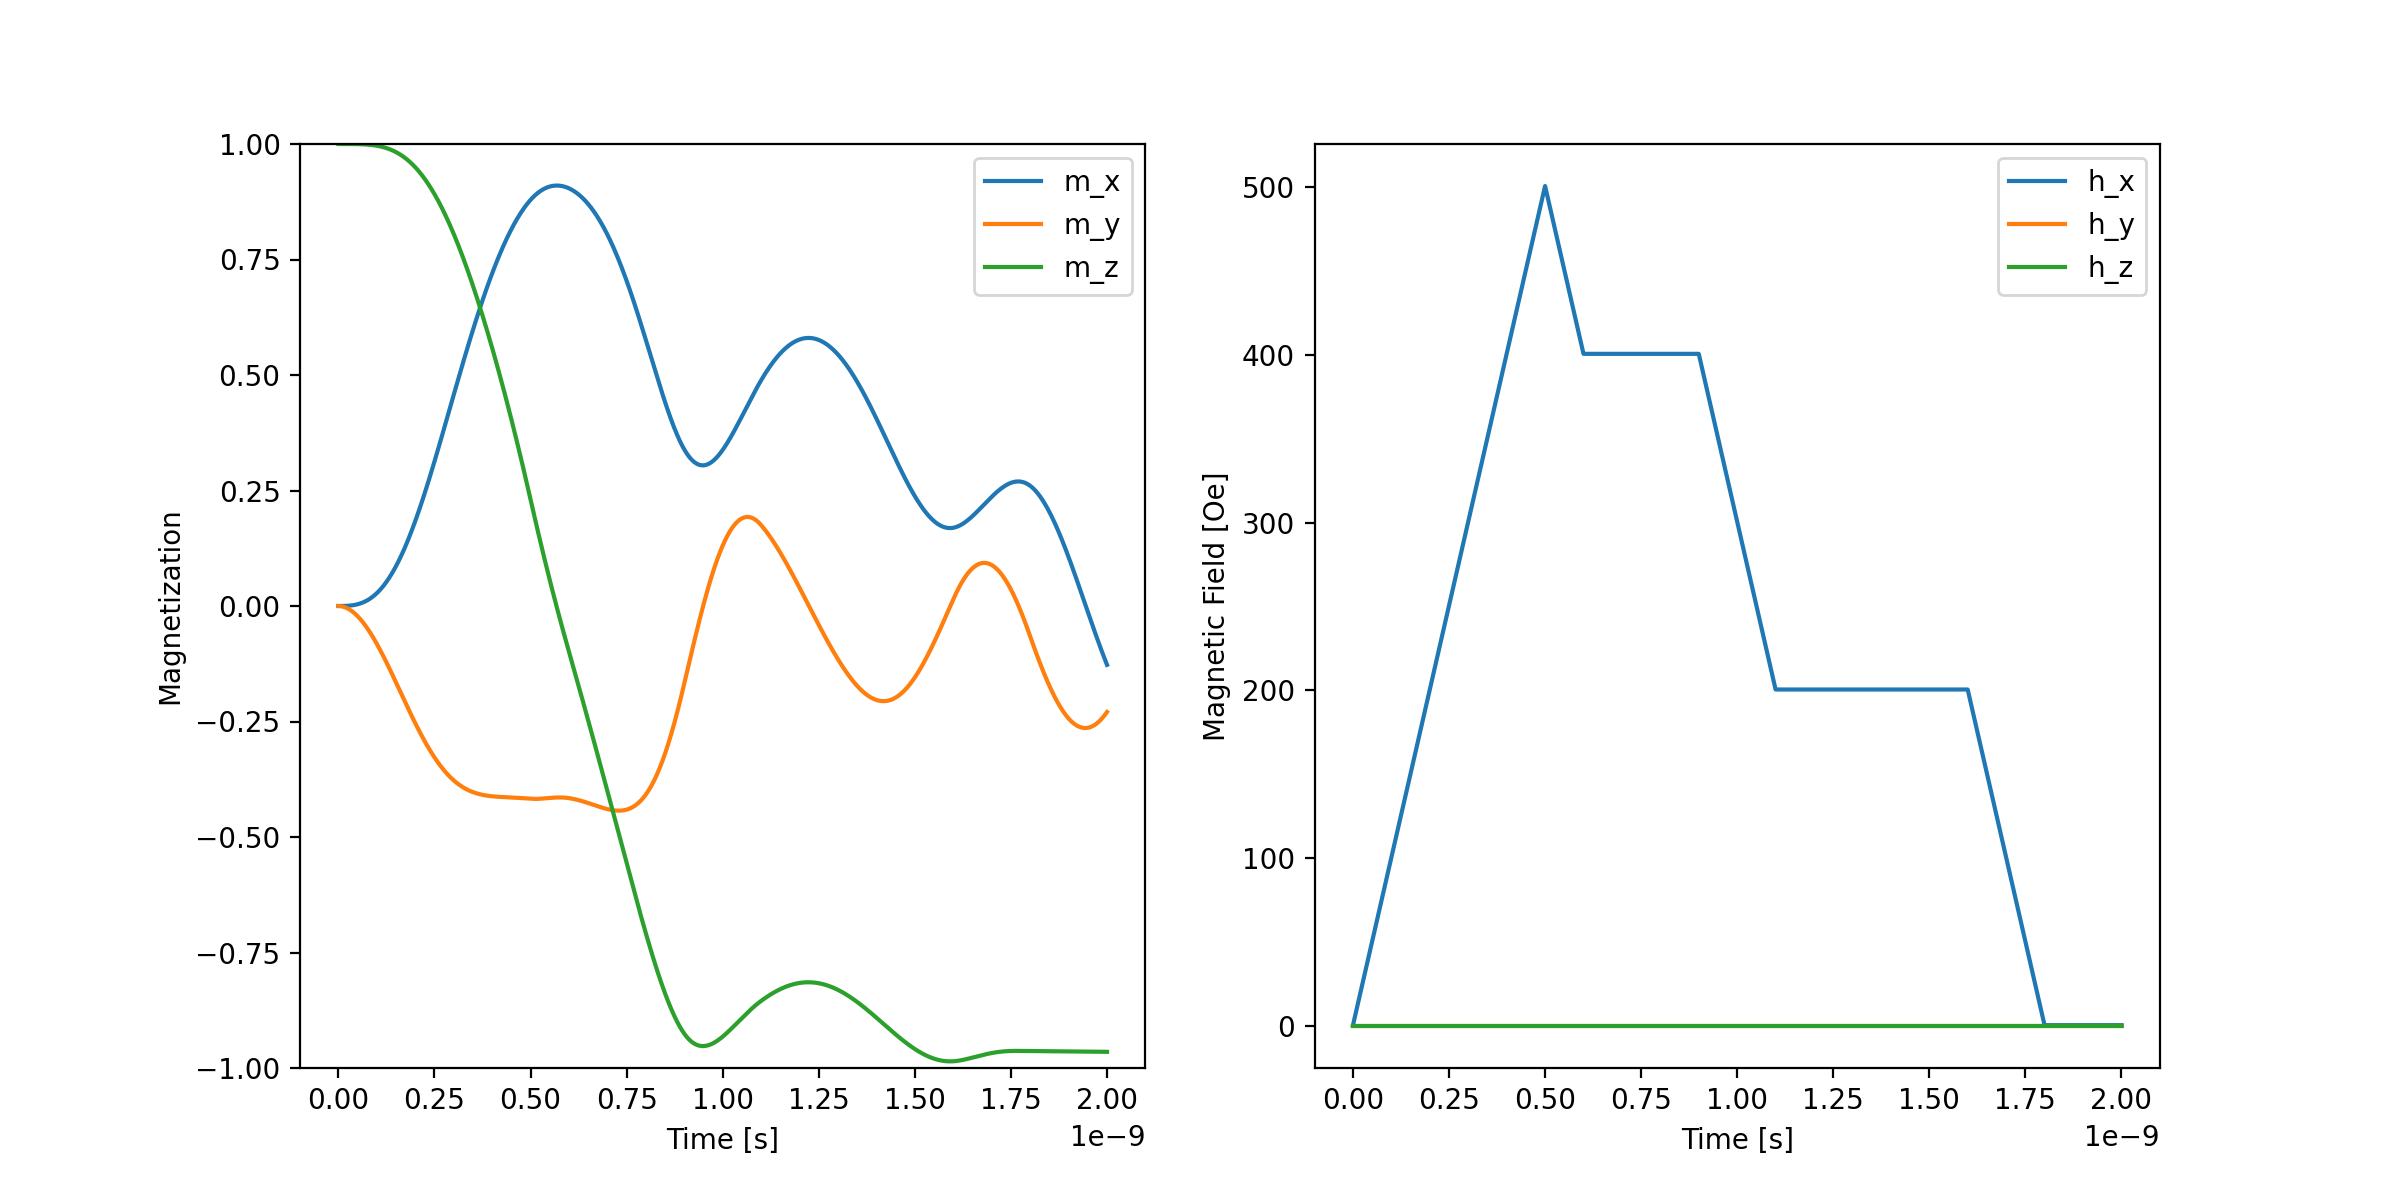 1.00
0.75
0.50
0.25
0.00
−0.25
−0.50
−0.75
−1.00
Magnetization
m_x
m_y
m_z
0.00 0.25 0.50 0.75 1.00 1.25 1.50 1.75 2.00
Time [s]
1e−9
500
400
300
200
100
0
Magnetic Field [Oe]
h_x
h_y
h_z
0.00 0.25 0.50 0.75 1.00 1.25 1.50 1.75 2.00
Time [s]
1e−9